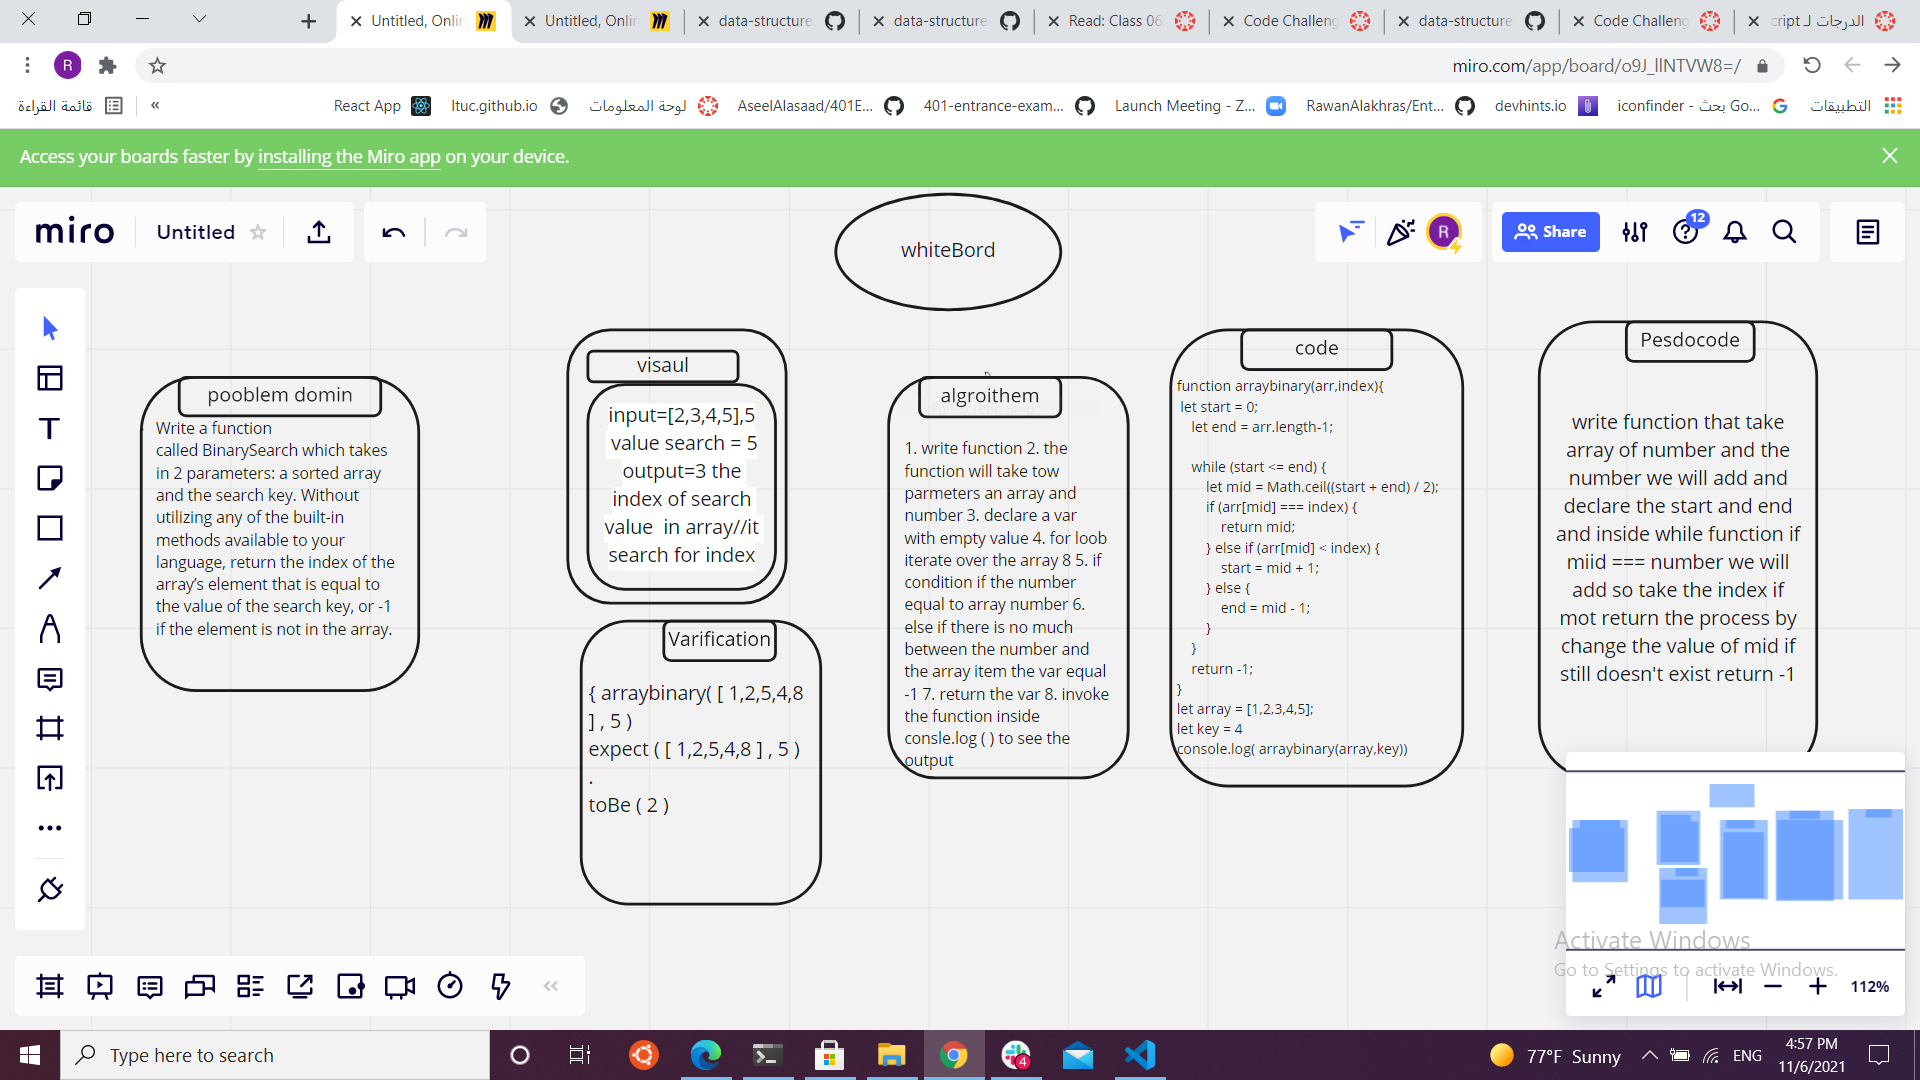 Untitled, Onlin
Untitled, Onlin
data-structure
data-structure
Read: Class 06
Code Challeng
data-structure
Code Challeng
الدرجات لـ cript
R
miro.com/app/board/o9J_llNTVW8=/
قائمة القراءة
«
React App
ltuc.github.io
لوحة المعلومات
AseelAlasaad/401E...
401-entrance-exam...
Launch Meeting - Z...
RawanAlakhras/Ent...
devhints.io
iconfinder - بحث Go...
التطبيقات
Access your boards faster by installing the Miro app on your device.
miro
Untitled
R
Share
12
whiteBord
pooblem domin
Write a function
called BinarySearch which takes
in 2 parameters: a sorted array
and the search key. Without
utilizing any of the built-in
methods available to your
language, return the index of the
array’s element that is equal to
the value of the search key, or -1
if the element is not in the array.
visaul
input=[2,3,4,5],5
value search = 5
output=3 the
index of search
value in array//it
search for index
Varification
{ arraybinary( [ 1,2,5,4,8
] , 5 )
expect ( [ 1,2,5,4,8 ] , 5 )
.
toBe ( 2 )
algroithem
1. write function 2. the
function will take tow
parmeters an array and
number 3. declare a var
with empty value 4. for loob
iterate over the array 8 5. if
condition if the number
equal to array number 6.
else if there is no much
between the number and
the array item the var equal
-1 7. return the var 8. invoke
the function inside
consle.log ( ) to see the
output
code
function arraybinary(arr,index){
let start = 0;
let end = arr.length-1;
while (start <= end) {
let mid = Math.ceil((start + end) / 2);
if (arr[mid] === index) {
return mid;
} else if (arr[mid] < index) {
start = mid + 1;
} else {
end = mid - 1;
}
}
return -1;
}
let array = [1,2,3,4,5];
let key = 4
console.log( arraybinary(array,key))
Pesdocode
write function that take
array of number and the
number we will add and
declare the start and end
and inside while function if
miid === number we will
add so take the index if
mot return the process by
change the value of mid if
still doesn't exist return -1
Activate Windows
Go to Settings to activate Windows.
112%
Type here to search
4
77°F Sunny
ENG
4:57 PM
11/6/2021